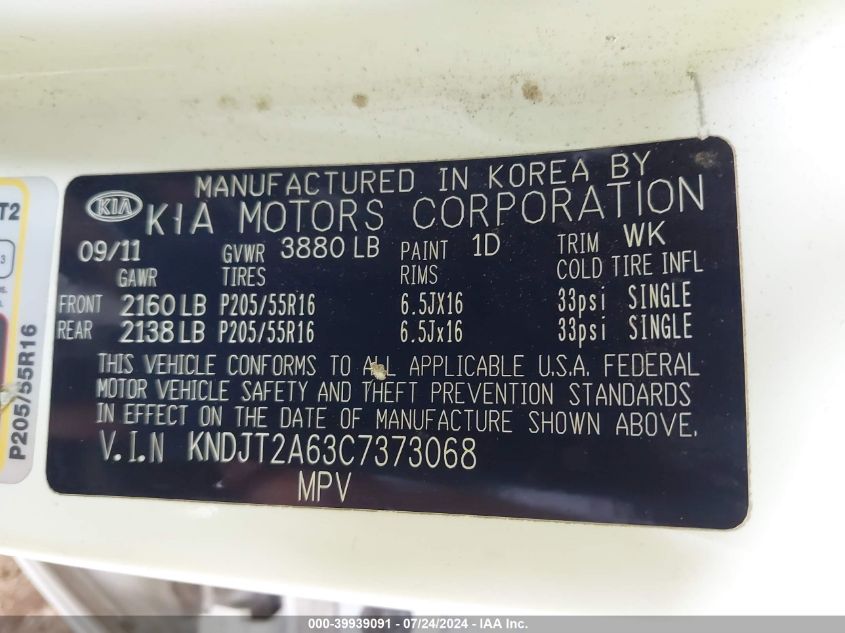 MANUFACTURED IN KOREA BY
KIA KIA MOTORS CORPORATION
09/11 GVWR 3880 LB PAINT 1D TRIM WK
GAWR TIRES RIMS COLD TIRE INFL
FRONT 2160 LB P205/55R16 6.5JX16 33psi SINGLE
REAR 2138 LB P205/55R16 6.5Jx16 33psi SINGLE
THIS VEHICLE CONFORMS TO ALL APPLICABLE U.S.A. FEDERAL
MOTOR VEHICLE SAFETY AND THEFT PREVENTION STANDARDS
IN EFFECT ON THE DATE OF MANUFACTURE SHOWN ABOVE.
V.I.N KNDJT2A63C7373068
MPV
T2
3
P205/55R16
000-39939091 / 07/24/2024 - IAA Inc.